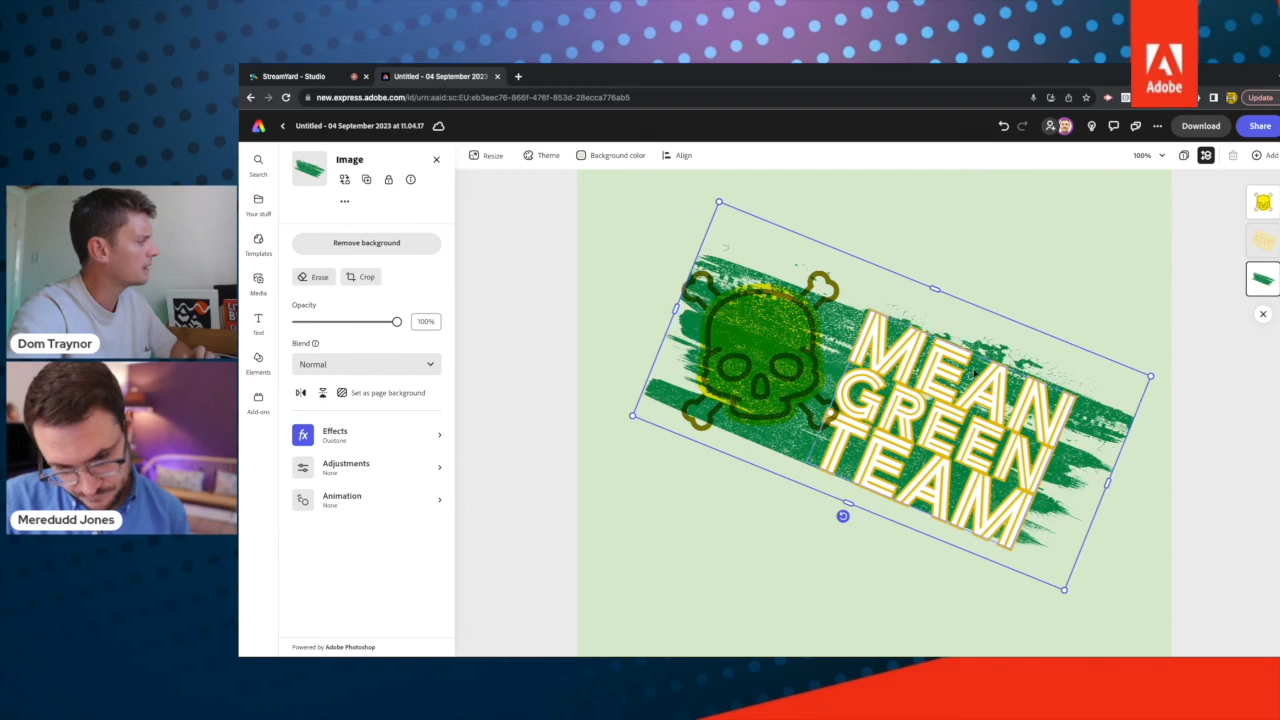 Adobe
StreamYard - Studio
Untitled - 04 September 2023
new.express.adobe.com/id/urn:aaid:sc:EU:eb3eec76-866f-476f-853d-28ecca776ab5
Update
Untitled - 04 September 2023 at 11.04.17
Download
Share
Search
Your stuff
Templates
Media
Text
Elements
Add-ons
Image
Remove background
Erase
Crop
Opacity
100%
Blend
Normal
Set as page background
Effects
Duotone
Adjustments
None
Animation
None
Powered by Adobe Photoshop
Resize
Theme
Background color
Align
100%
Add
MEAN
GREEN
TEAM
Dom Traynor
Meredudd Jones